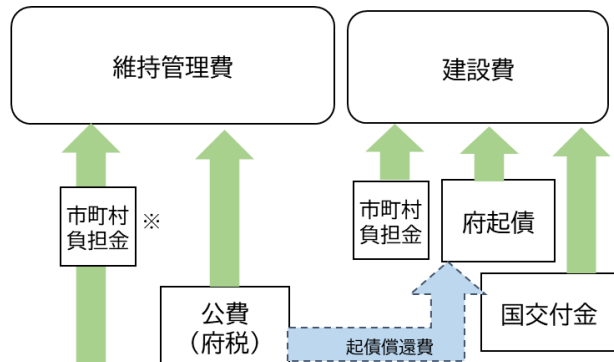 維持管理費
建設費
市町村
負担金
※
市町村
負担金
府起債
公費
（府税）
国交付金
起債償還費